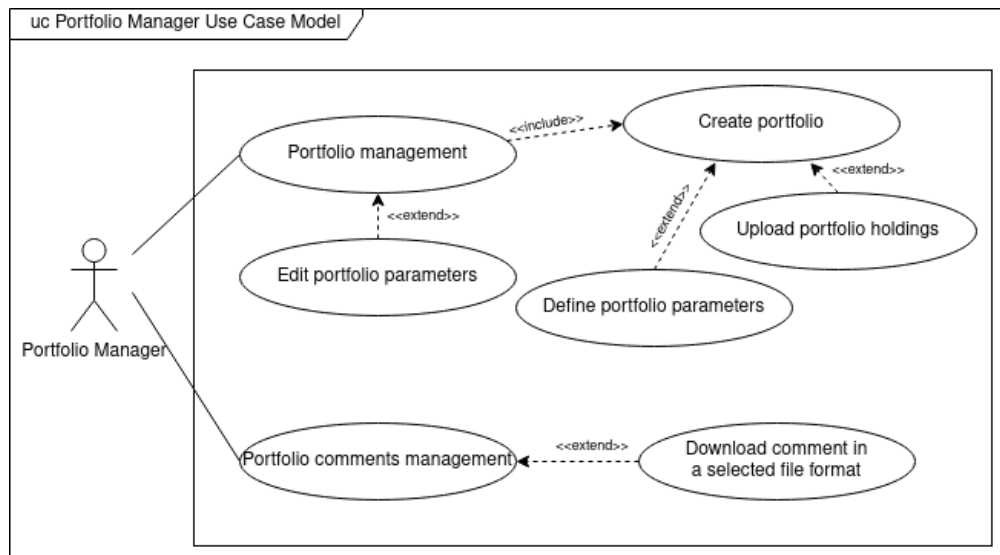 uc Portfolio Manager Use Case Model
Portfolio management
<<include>>
Create portfolio
<<extend>>
<<extend>>
<<extend>>
Upload portfolio holdings
Edit portfolio parameters
Define portfolio parameters
Portfolio Manager
Portfolio comments management
<<extend>>
Download comment in
a selected file format